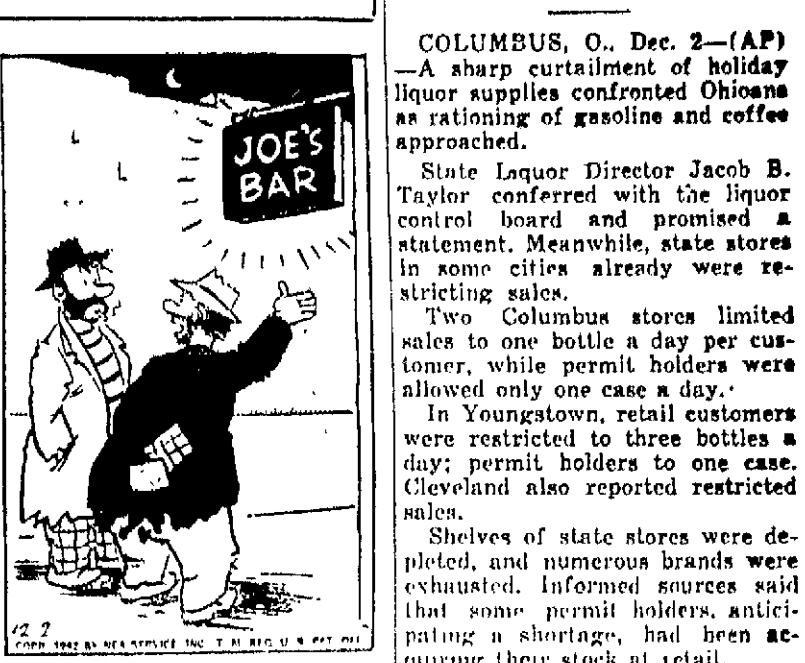 JOE'S
BAR
12 2
COPR. 1942 BY NEA SERVICE, INC. T. M. REG. U. S. PAT. OFF.
COLUMBUS, O., Dec. 2—(AP)
—A sharp curtailment of holiday
liquor supplies confronted Ohioans
as rationing of gasoline and coffee
approached.
State Liquor Director Jacob B.
Taylor conferred with the liquor
control board and promised a
statement. Meanwhile, state stores
in some cities already were re-
stricting sales.
Two Columbus stores limited
sales to one bottle a day per cus-
tomer, while permit holders were
allowed only one case a day.
In Youngstown, retail customers
were restricted to three bottles a
day; permit holders to one case.
Cleveland also reported restricted
sales.
Shelves of state stores were de-
pleted, and numerous brands were
exhausted. Informed sources said
that some permit holders, antici-
pating a shortage, had been ac-
quiring their stock at retail.